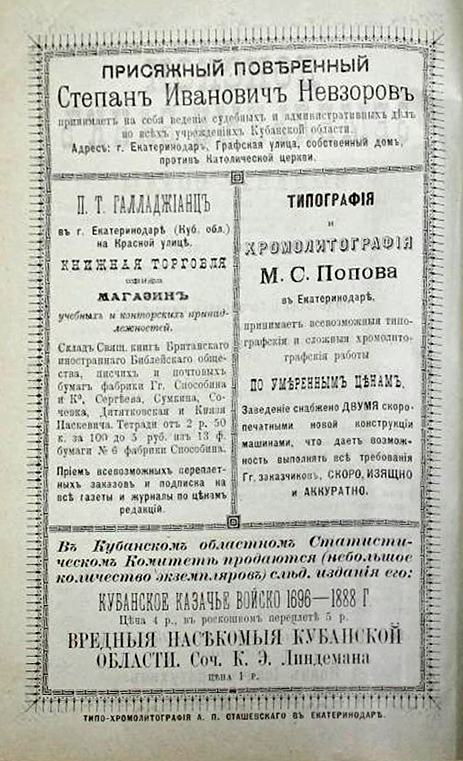 ПРИСЯЖНЫЙ ПОВѢРЕННЫЙ
Степанъ Ивановичъ Невзоровъ
принимаетъ на себя веденіе судебныхъ и административныхъ дѣлъ
во всѣхъ учрежденіяхъ Кубанской области.
Адресъ: г. Екатеринодаръ, Графская улица, собственный домъ,
противъ Католической церкви.
П. Т. ГАЛЛАДЖІАНЦЪ
въ г. Екатеринодарѣ (Куб. обл.)
на Красной улицѣ.
КНИЖНАЯ ТОРГОВЛЯ
МАГАЗИНЪ
учебныхъ и конторскихъ принад-
лежностей.
Складъ Свящ. книгъ Британскаго
иностраннаго Библейскаго обще-
ства, писчихъ и почтовыхъ
бумагъ фабрики Гг. Способина
и Кº, Сергѣева, Сумкина, Со-
чевка, Дитятковская и Князя
Паскевича. Тетради отъ 2 р. 50
к. за 100 до 5 руб. изъ 13 ф.
бумаги № 6 фабрики Способина.
Пріемъ всевозможныхъ переплет-
ныхъ заказовъ и подписка на
всѣ газеты и журналы по цѣнамъ
редакцій.
ТИПОГРАФІЯ
и
ХРОМОЛИТОГРАФІЯ
М. С. Попова
въ Екатеринодарѣ,
принимаетъ всевозможныя типо-
графскія и сложныя хромолито-
графскія работы
ПО УМѢРЕННЫМЪ ЦѢНАМЪ.
Заведеніе снабжено ДВУМЯ скоро-
печатными новой конструкціи
машинами, что даетъ возмож-
ность выполнять всѣ требованія
Гг. заказчиковъ, СКОРО, ИЗЯЩНО
и АККУРАТНО.
Въ Кубанскомъ областномъ Статисти-
ческомъ Комитетѣ продаются (небольшое
количество экземпляровъ) слѣд. изданія его:
КУБАНСКОЕ КАЗАЧЬЕ ВОЙСКО 1696—1888 Г.
Цѣна 4 р., въ роскошномъ переплетѣ 5 р.
ВРЕДНЫЯ НАСѢКОМЫЯ КУБАНСКОЙ
ОБЛАСТИ. Соч. К. Э. Линдемана
ЦѢНА 1 Р.
ТИПО-ХРОМОЛИТОГРАФІЯ А. П. СТАШЕВСКАГО ВЪ ЕКАТЕРИНОДАРѢ.